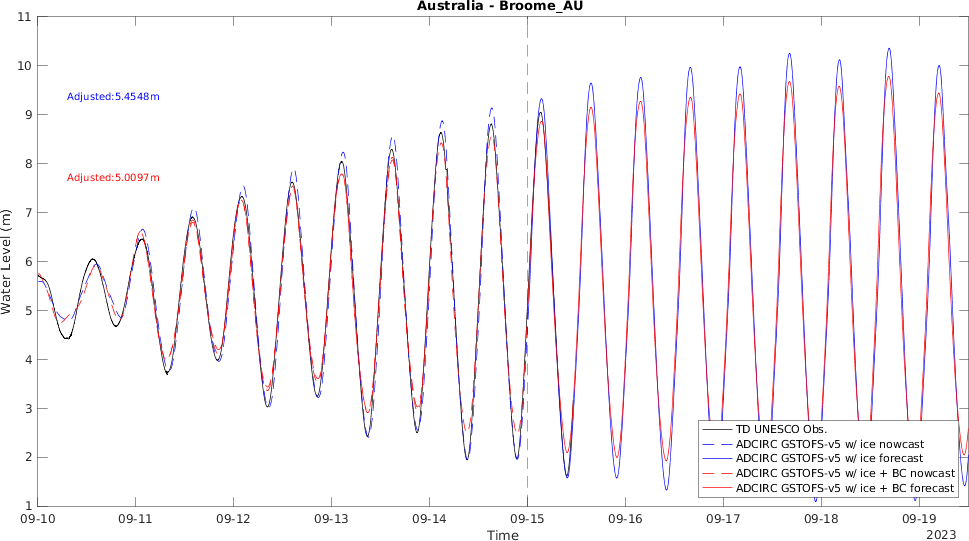 Australia - Broome_AU
11
10
9
8
7
6
5
4
3
2
1
Water Level (m)
Adjusted:5.4548m
Adjusted:5.0097m
TD UNESCO Obs.
ADCIRC GSTOFS-v5 w/ ice nowcast
ADCIRC GSTOFS-v5 w/ ice forecast
ADCIRC GSTOFS-v5 w/ ice + BC nowcast
ADCIRC GSTOFS-v5 w/ ice + BC forecast
09-10 09-11 09-12 09-13 09-14 09-15 09-16 09-17 09-18 09-19
Time
2023